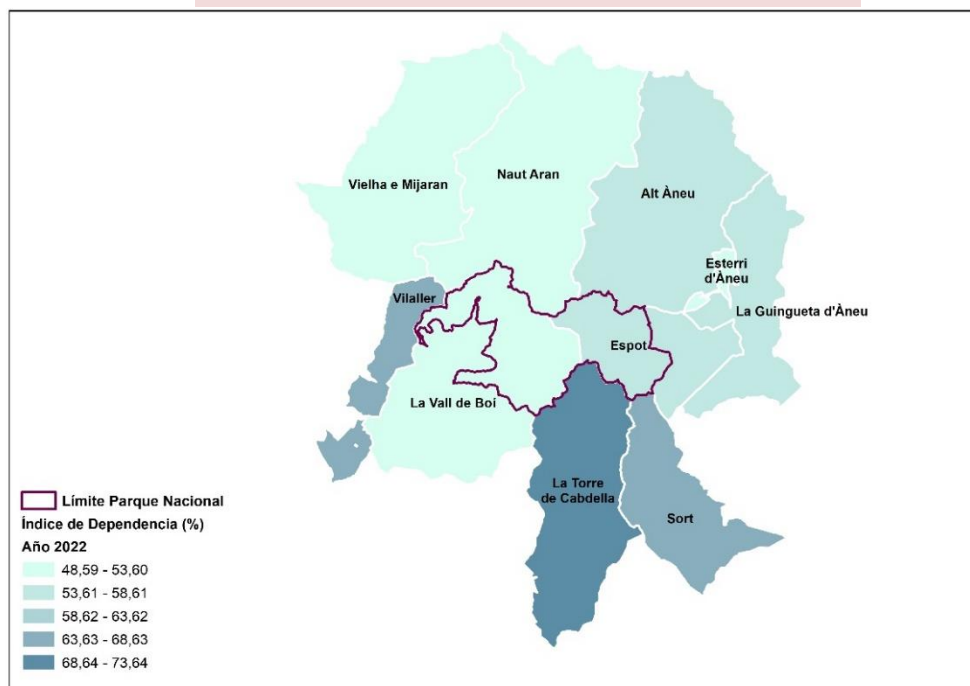 Vielha e Mijaran
Naut Aran
Alt Àneu
Esterri
d'Àneu
La Guingueta d'Àneu
Vilaller
Espot
La Vall de Boí
La Torre
de Cabdella
Sort
Límite Parque Nacional
Índice de Dependencia (%)
Año 2022
48,59 - 53,60
53,61 - 58,61
58,62 - 63,62
63,63 - 68,63
68,64 - 73,64